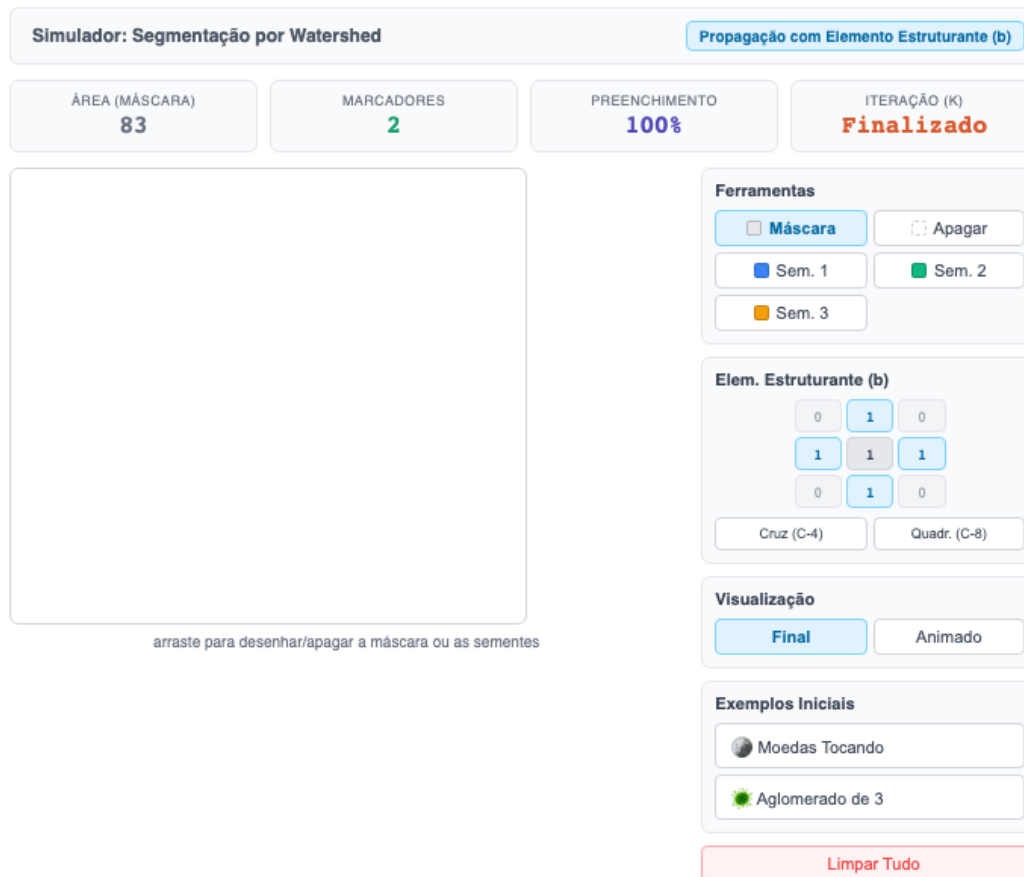 Simulador: Segmentação por Watershed
Propagação com Elemento Estruturante (b)
ÁREA (MÁSCARA)
83
MARCADORES
2
PREENCHIMENTO
100%
ITERAÇÃO (K)
Finalizado
arraste para desenhar/apagar a máscara ou as sementes
Ferramentas
Máscara
Apagar
Sem. 1
Sem. 2
Sem. 3
Elem. Estruturante (b)
0 1 0
1 1 1
0 1 0
Cruz (C-4)
Quadr. (C-8)
Visualização
Final
Animado
Exemplos Iniciais
Moedas Tocando
Aglomerado de 3
Limpar Tudo